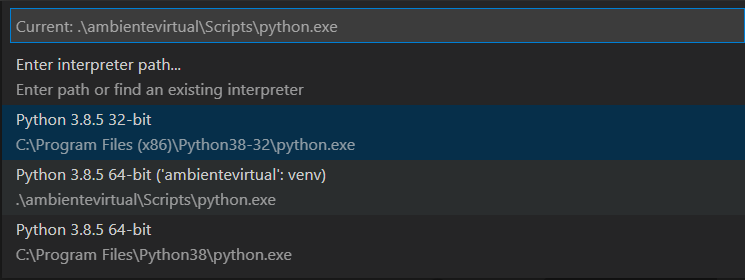 Current: .\ambientevirtual\Scripts\python.exe
Enter interpreter path...
Enter path or find an existing interpreter
Python 3.8.5 32-bit
C:\Program Files (x86)\Python38-32\python.exe
Python 3.8.5 64-bit ('ambientevirtual': venv)
.\ambientevirtual\Scripts\python.exe
Python 3.8.5 64-bit
C:\Program Files\Python38\python.exe